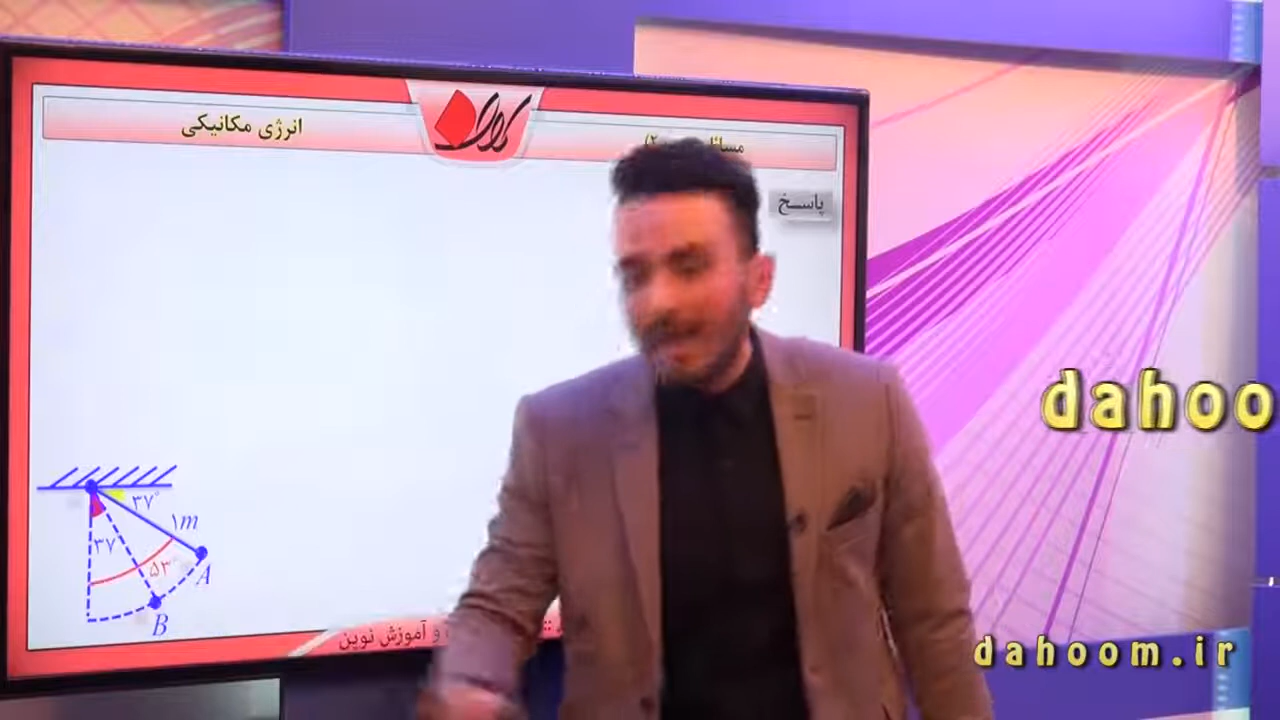 انرژی مکانیکی
پاسخ
۳۷°
۱m
۳۷
۵۳°
A
B
و آموزش نوین
dahoo
dahoom.ir